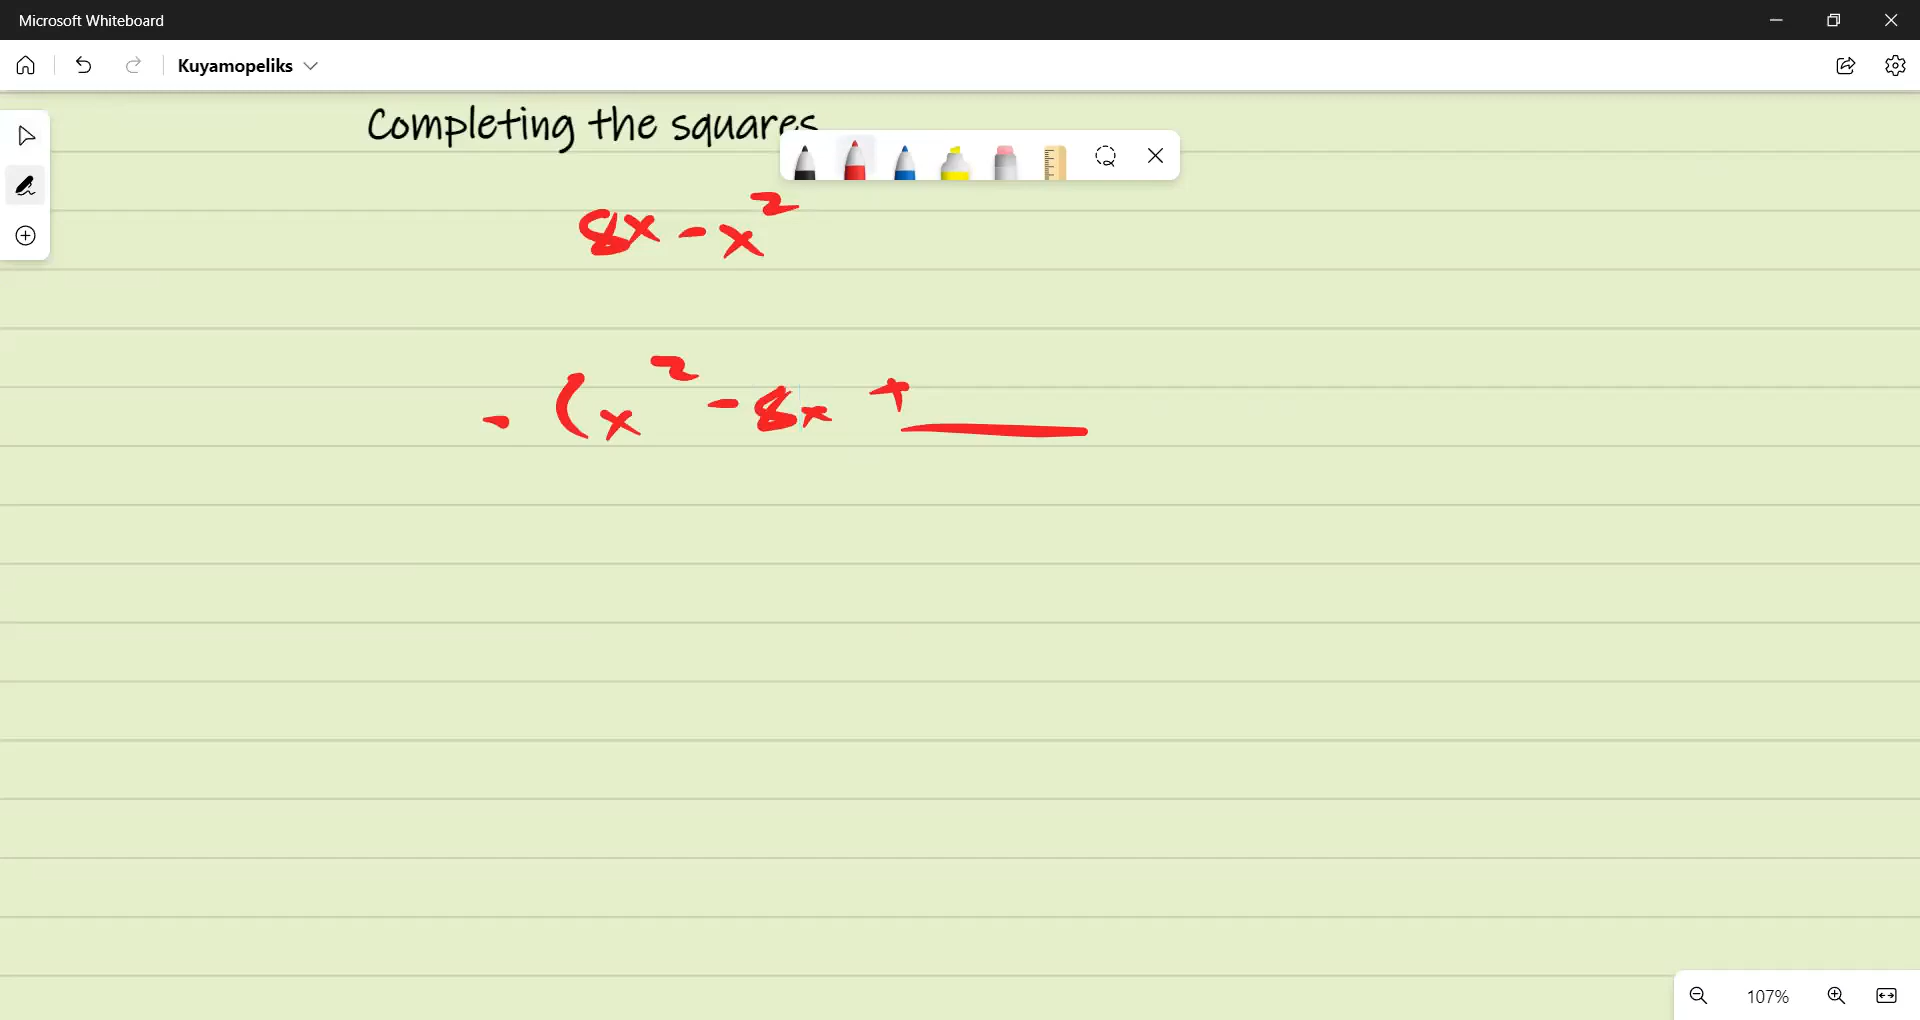 Microsoft Whiteboard
Kuyamopeliks
Completing the squares
8x - x²
- (x² - 8x + ____
107%